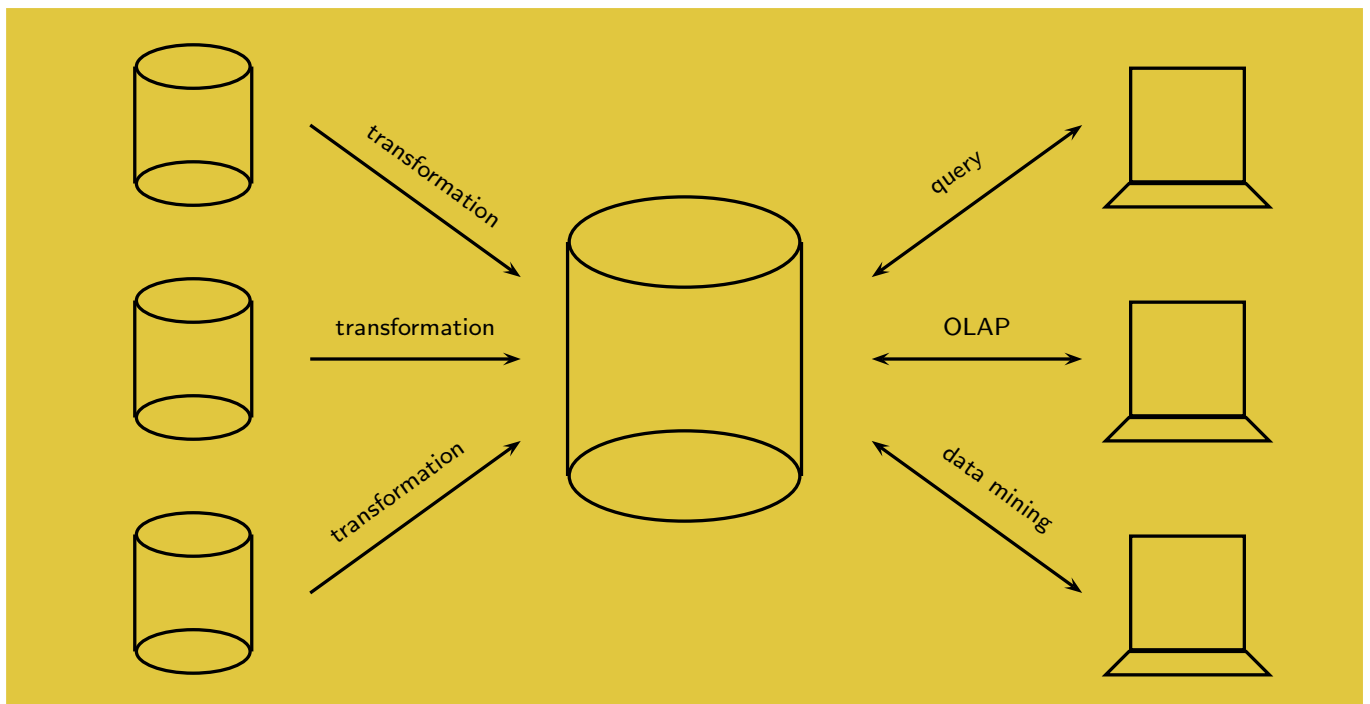 transformation
transformation
transformation
query
OLAP
data mining